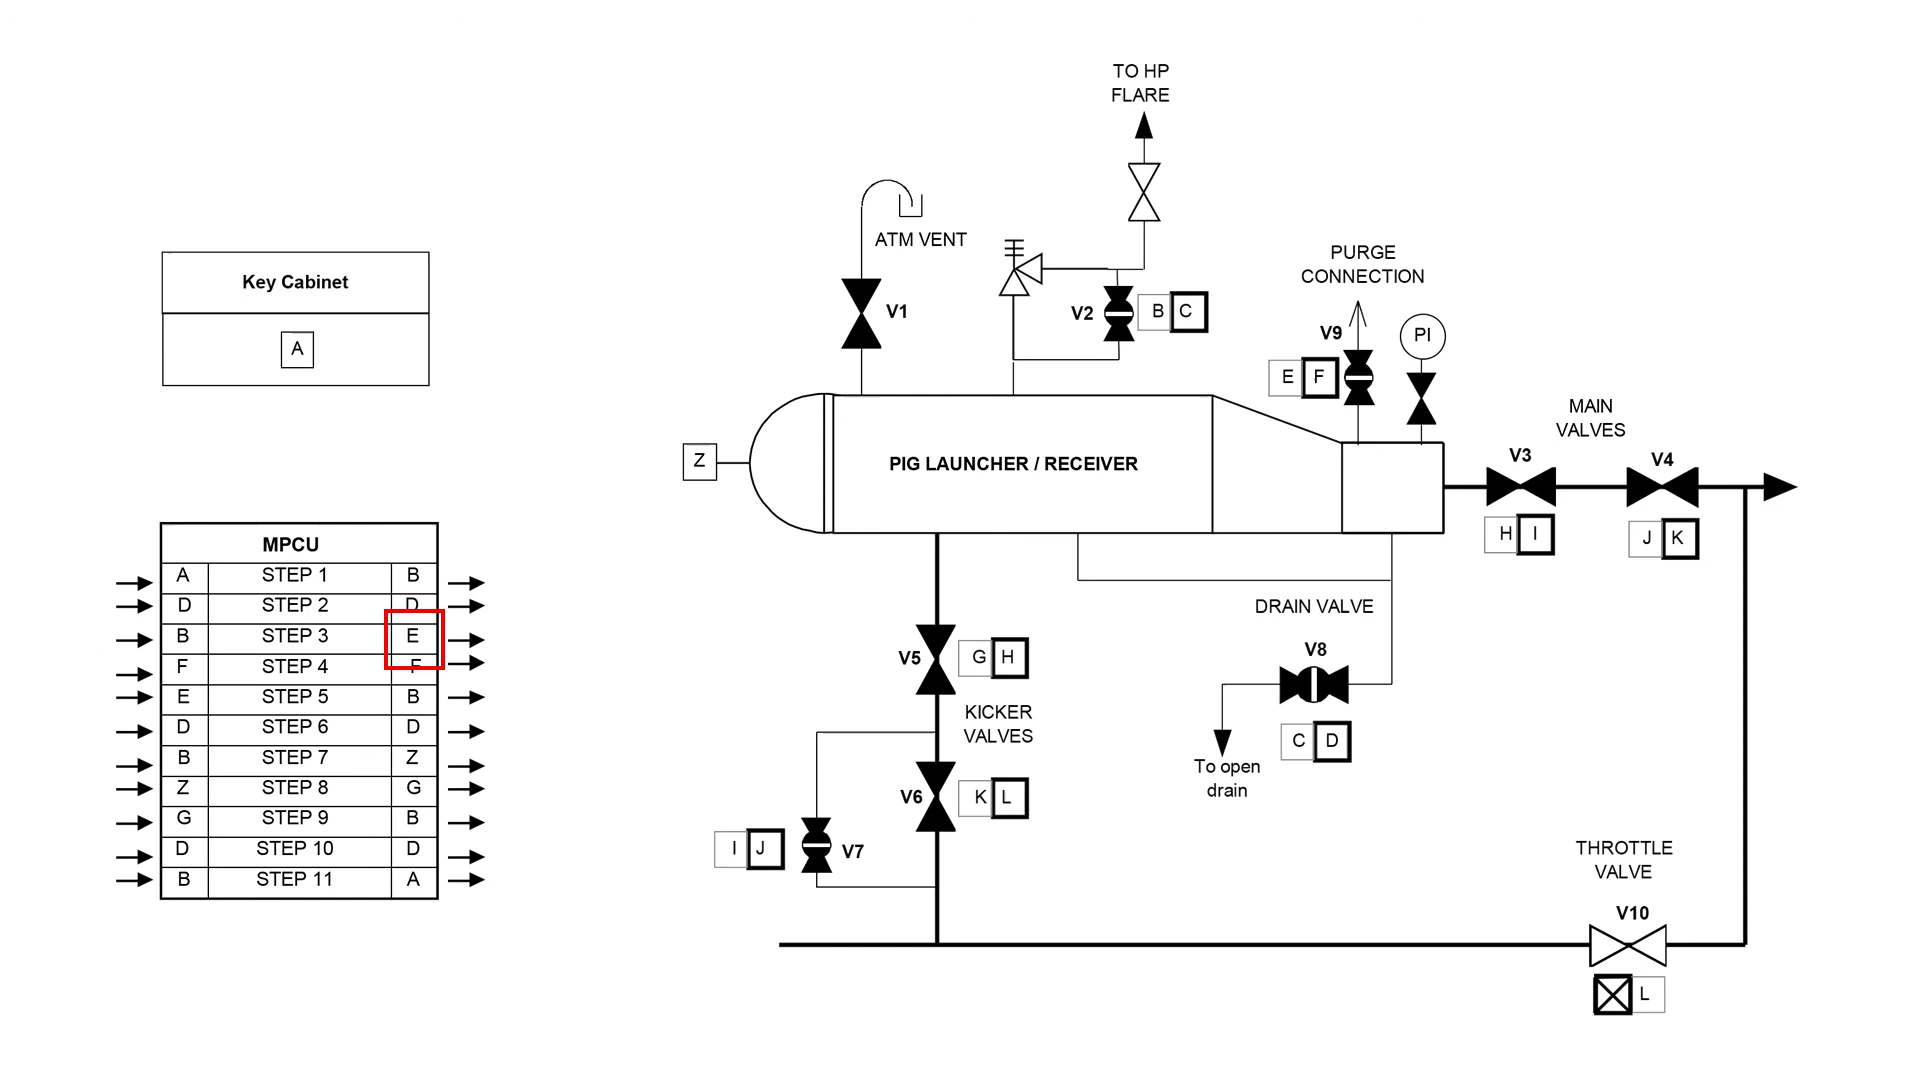 TO HP
FLARE
ATM VENT
PURGE
CONNECTION
Key Cabinet
A
V1
V2
B C
V9
PI
E F
MAIN
VALVES
Z
PIG LAUNCHER / RECEIVER
V3
V4
H I
J K
MPCU
A STEP 1 B
D STEP 2 D
B STEP 3 E
F STEP 4 F
E STEP 5 B
D STEP 6 D
B STEP 7 Z
Z STEP 8 G
G STEP 9 B
D STEP 10 D
B STEP 11 A
DRAIN VALVE
V5
G H
V8
C D
KICKER
VALVES
To open
drain
V6
K L
I J
V7
THROTTLE
VALVE
V10
L